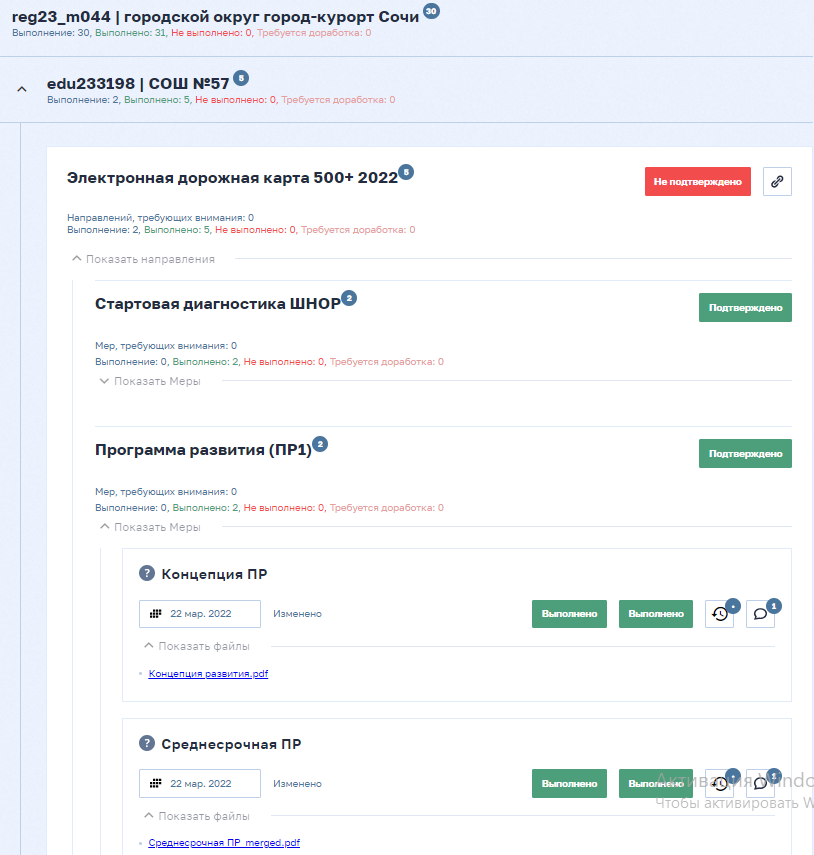 reg23_m044 | городской округ город-курорт Сочи 30
Выполнение: 30, Выполнено: 31, Не выполнено: 0, Требуется доработка: 0
edu233198 | СОШ №57 5
Выполнение: 2, Выполнено: 5, Не выполнено: 0, Требуется доработка: 0
Электронная дорожная карта 500+ 2022 5
Не подтверждено
Направлений, требующих внимания: 0
Выполнение: 2, Выполнено: 5, Не выполнено: 0, Требуется доработка: 0
Показать направления
Стартовая диагностика ШНОР 2
Подтверждено
Мер, требующих внимания: 0
Выполнение: 0, Выполнено: 2, Не выполнено: 0, Требуется доработка: 0
Показать Меры
Программа развития (ПР1) 2
Подтверждено
Мер, требующих внимания: 0
Выполнение: 0, Выполнено: 2, Не выполнено: 0, Требуется доработка: 0
Показать Меры
? Концепция ПР
22 мар. 2022 Изменено Выполнено Выполнено 1
Показать файлы
Концепция развития.pdf
? Среднесрочная ПР
22 мар. 2022 Изменено Выполнено Выполнено 1
Активация Windo
Чтобы активировать W
Показать файлы
Среднесрочная ПР_merged.pdf